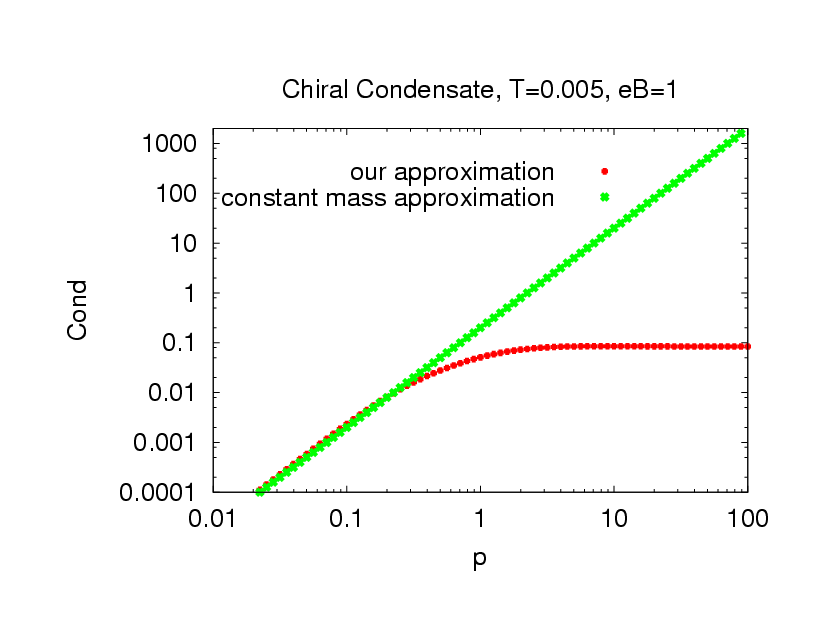 Chiral Condensate, T=0.005, eB=1
1000
our approximation
100
constant mass approximation
10
1
Cond
0.1
0.01
0.001
0.0001
0.01 0.1 1 10 100
p